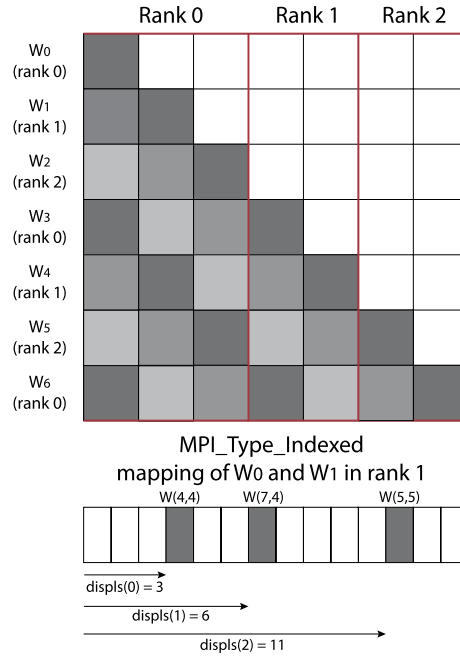 Rank 0 Rank 1 Rank 2
W0
(rank 0)
W1
(rank 1)
W2
(rank 2)
W3
(rank 0)
W4
(rank 1)
W5
(rank 2)
W6
(rank 0)
MPI_Type_Indexed
mapping of W0 and W1 in rank 1
W(4,4) W(7,4) W(5,5)
displs(0) = 3
displs(1) = 6
displs(2) = 11